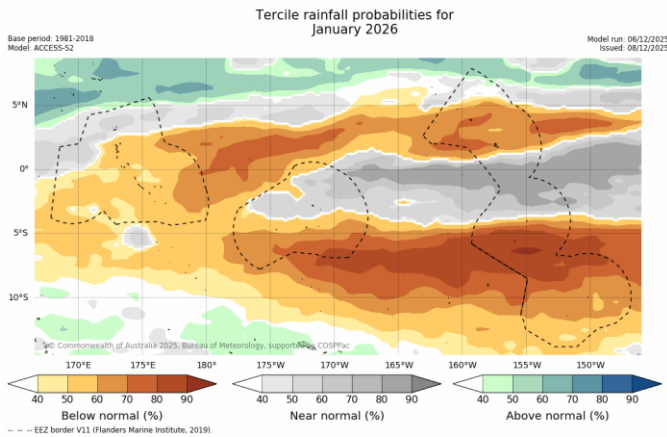 Tercile rainfall probabilities for
January 2026
Base period: 1981-2018
Model: ACCESS-S2
Model run: 06/12/2025
Issued: 08/12/2025
5°N
0°
5°S
10°S
© Commonwealth of Australia 2025, Bureau of Meteorology, supported by COSPPac
170°E 175°E 180° 175°W 170°W 165°W 160°W 155°W 150°W
40 50 60 70 80 90 40 50 60 70 80 90 40 50 60 70 80 90
Below normal (%) Near normal (%) Above normal (%)
-- -- -- EEZ border V11 (Flanders Marine Institute, 2019).